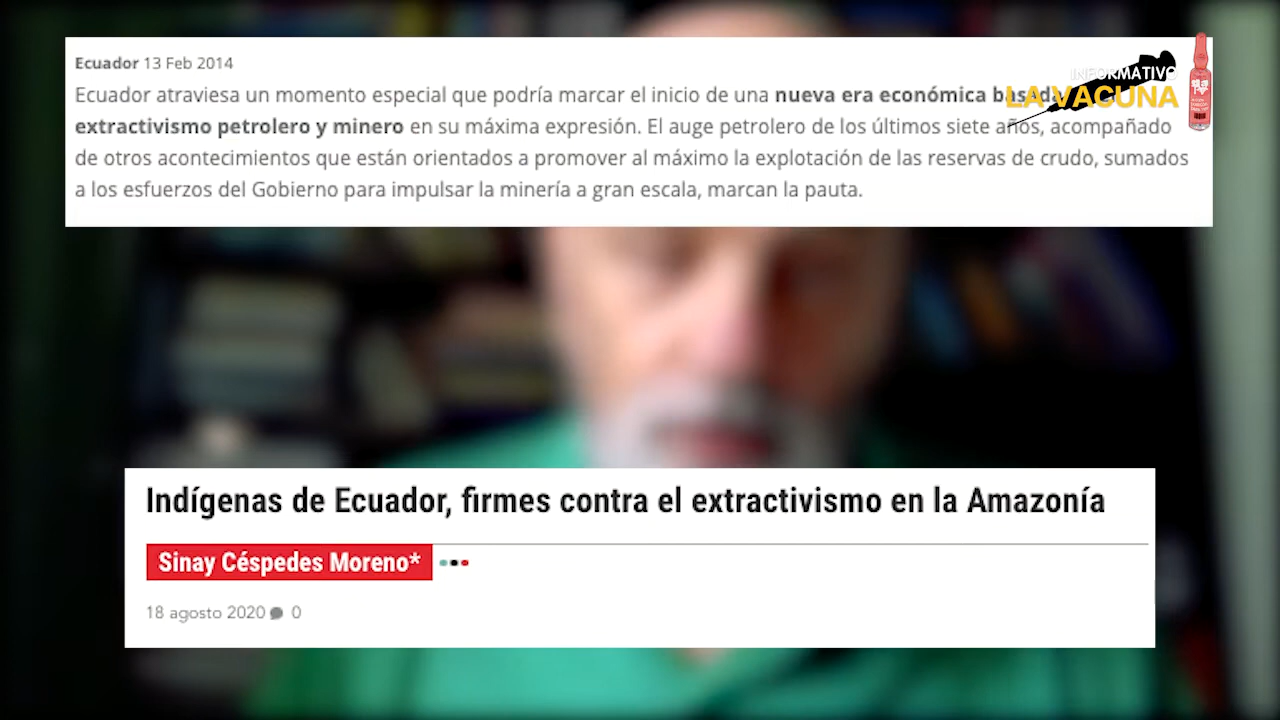 Ecuador 13 Feb 2014
INFORMATIVO
LA VACUNA
Ecuador atraviesa un momento especial que podría marcar el inicio de una nueva era económica basada
extractivismo petrolero y minero en su máxima expresión. El auge petrolero de los últimos siete años, acompañado
de otros acontecimientos que están orientados a promover al máximo la explotación de las reservas de crudo, sumados
a los esfuerzos del Gobierno para impulsar la minería a gran escala, marcan la pauta.
Indígenas de Ecuador, firmes contra el extractivismo en la Amazonía
Sinay Céspedes Moreno*
18 agosto 2020 0